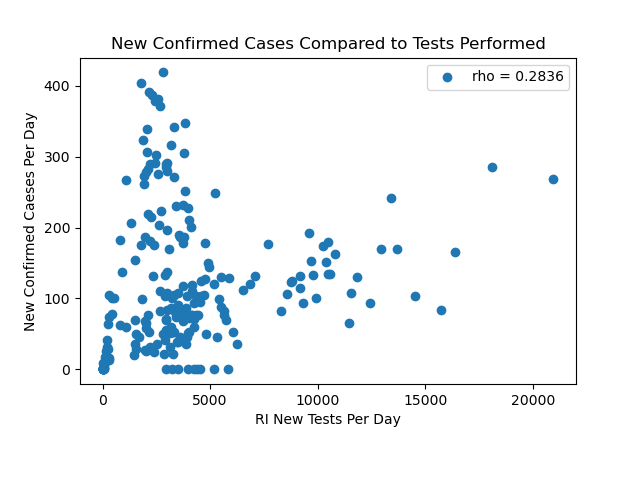 New Confirmed Cases Compared to Tests Performed
rho = 0.2836
New Confirmed Caeses Per Day
400
300
200
100
0
0
5000
10000
15000
20000
RI New Tests Per Day